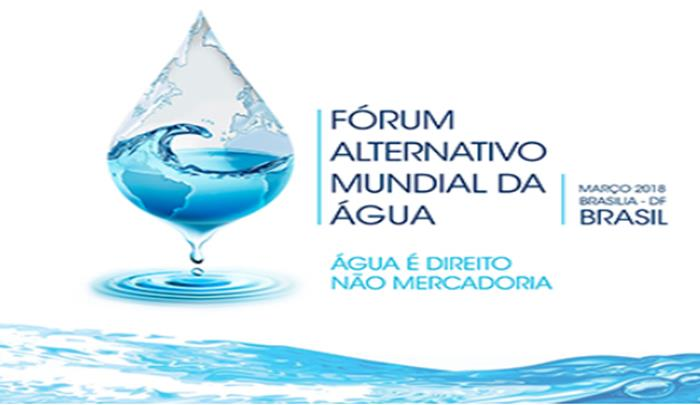 FÓRUM
ALTERNATIVO
MUNDIAL DA
ÁGUA
MARÇO 2018
BRASILIA - DF
BRASIL
ÁGUA É DIREITO
NÃO MERCADORIA